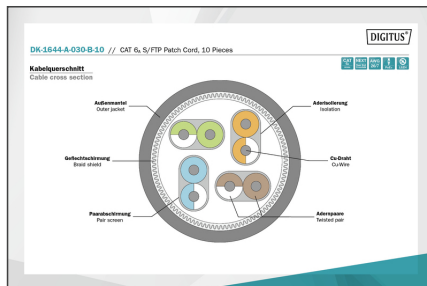 DIGITUS®
DK-1644-A-030-B-10 // CAT 6A S/FTP Patch Cord, 10 Pieces
Kabelquerschnitt
Cable cross section
Außenmantel
Outer jacket
Aderisolierung
Isolation
Geflechtschirmung
Braid shield
Cu-Draht
Cu Wire
Paarabschirmung
Pair screen
Adernpaare
Twisted pair